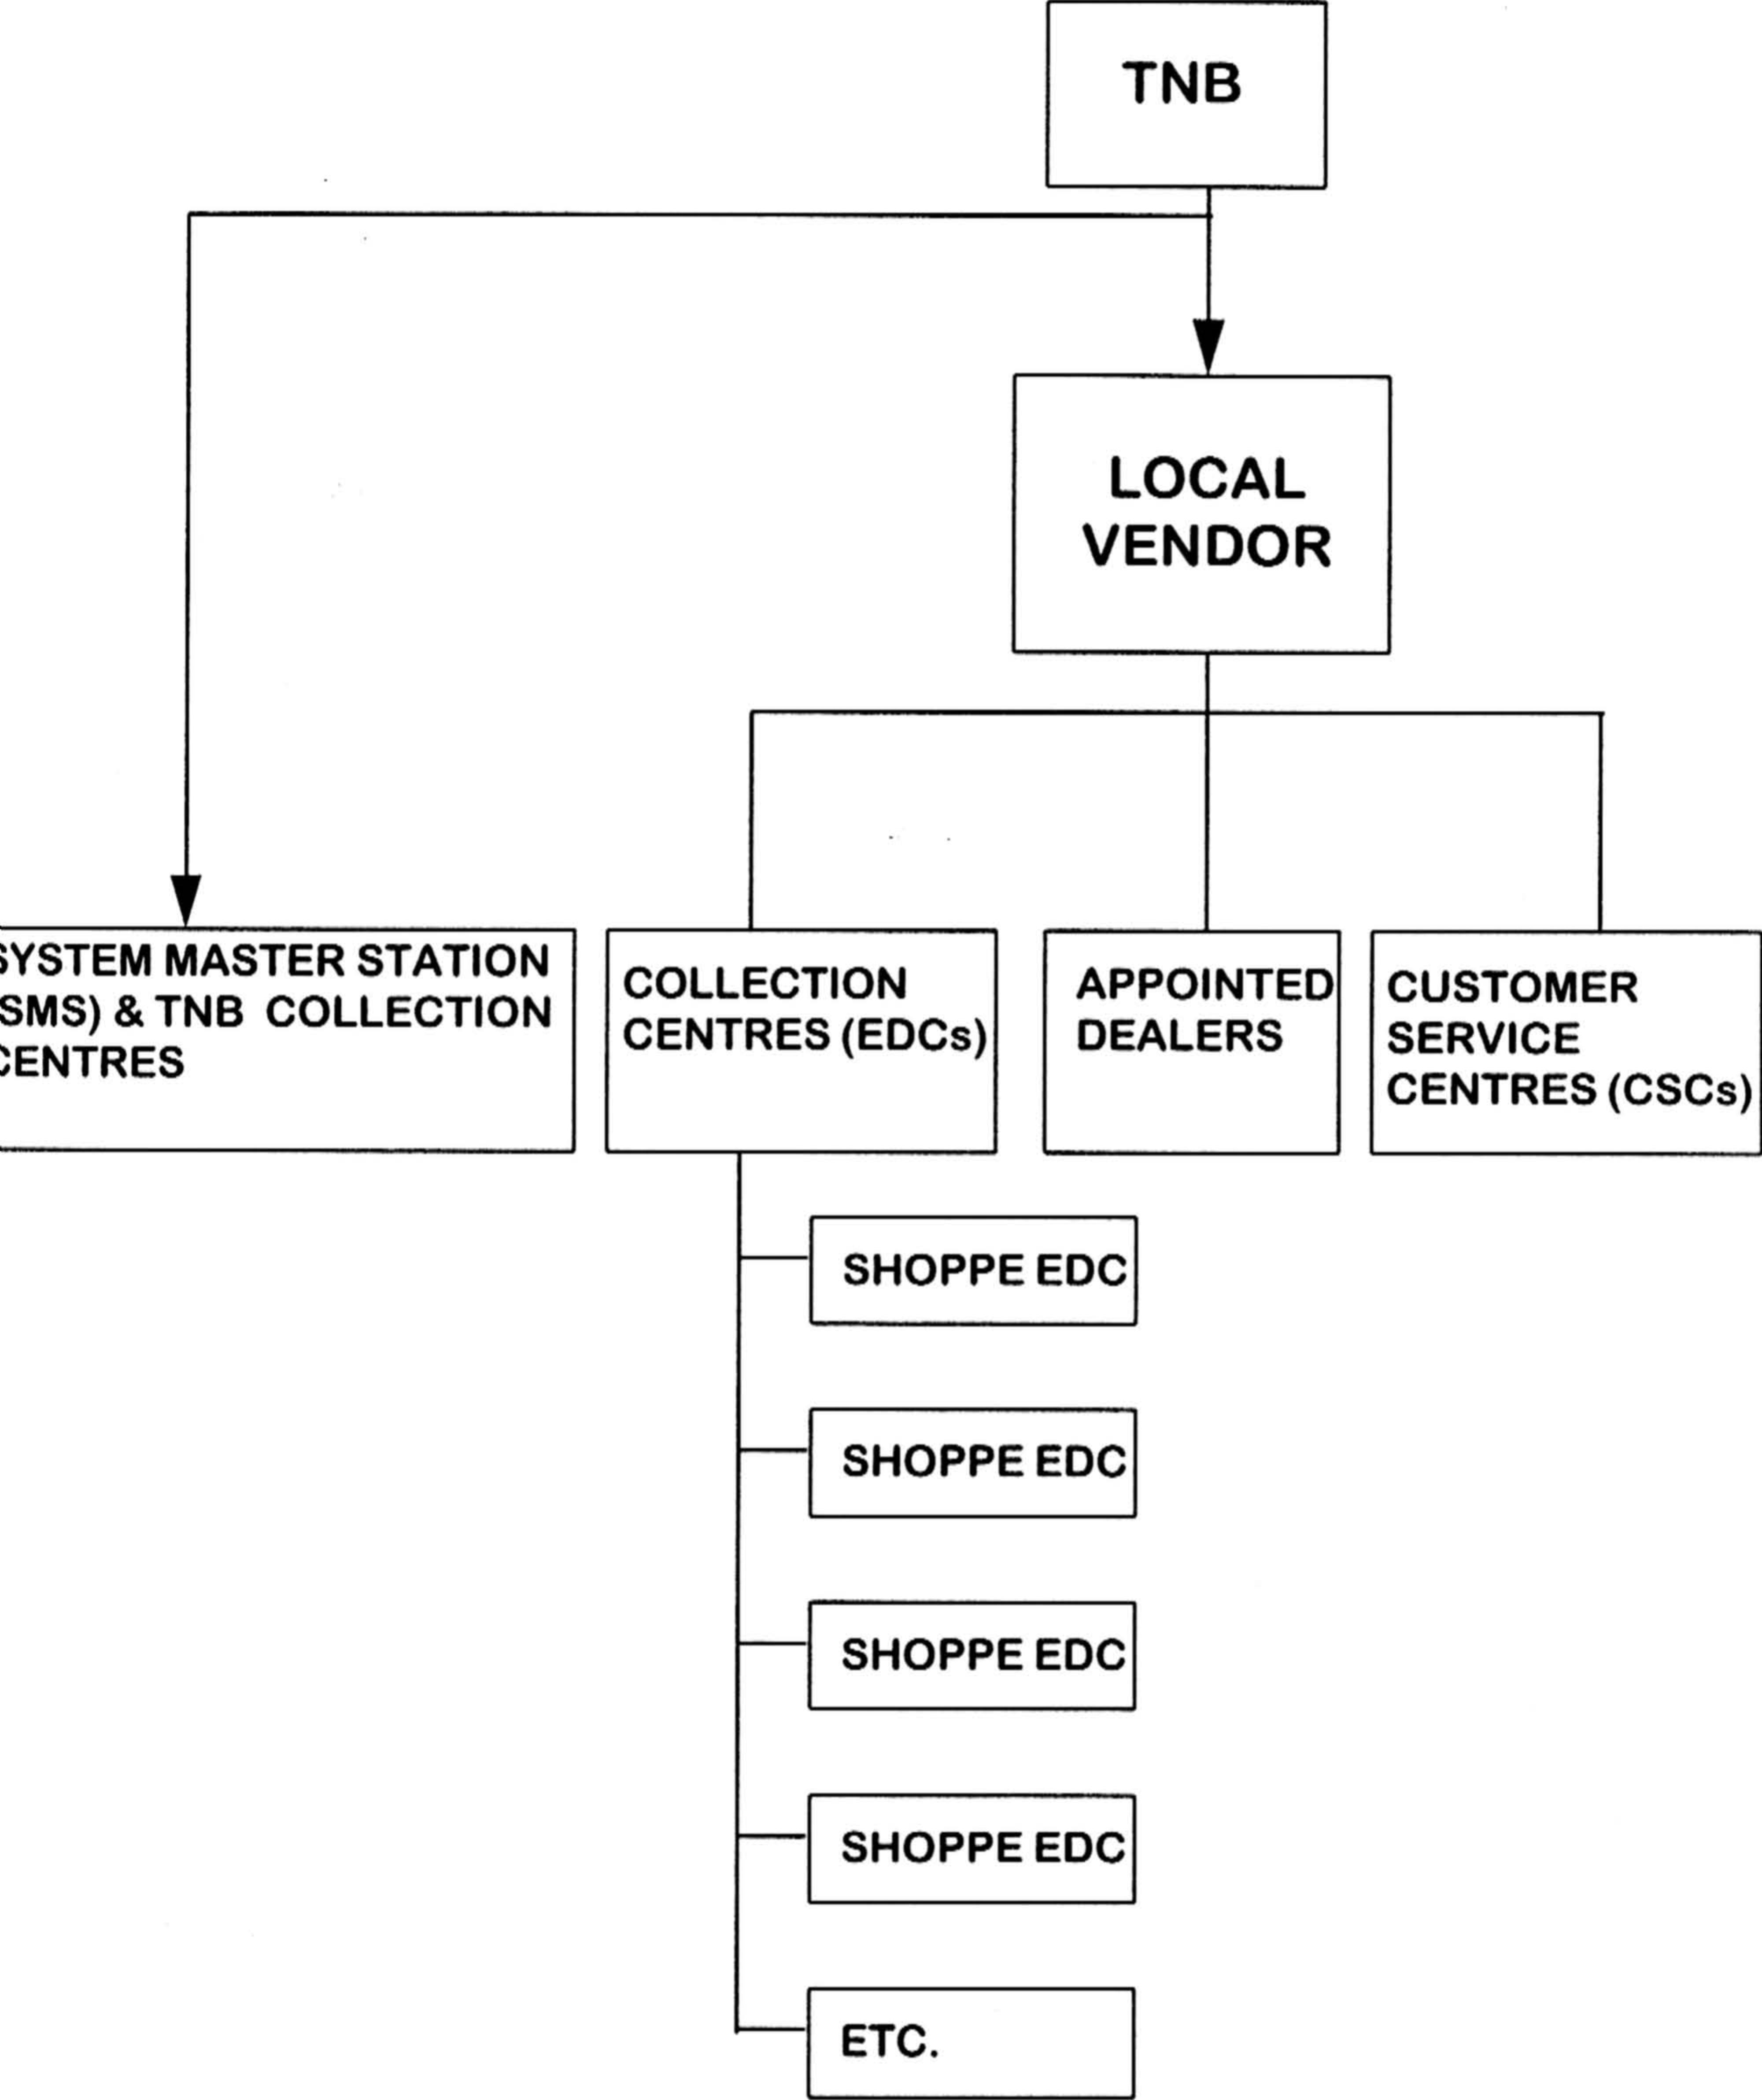 TNB
LOCAL
VENDOR
SYSTEM MASTER STATION
(SMS) & TNB COLLECTION
CENTRES
COLLECTION
CENTRES (EDCs)
APPOINTED
DEALERS
CUSTOMER
SERVICE
CENTRES (CSCs)
SHOPPE EDC
SHOPPE EDC
SHOPPE EDC
SHOPPE EDC
ETC.